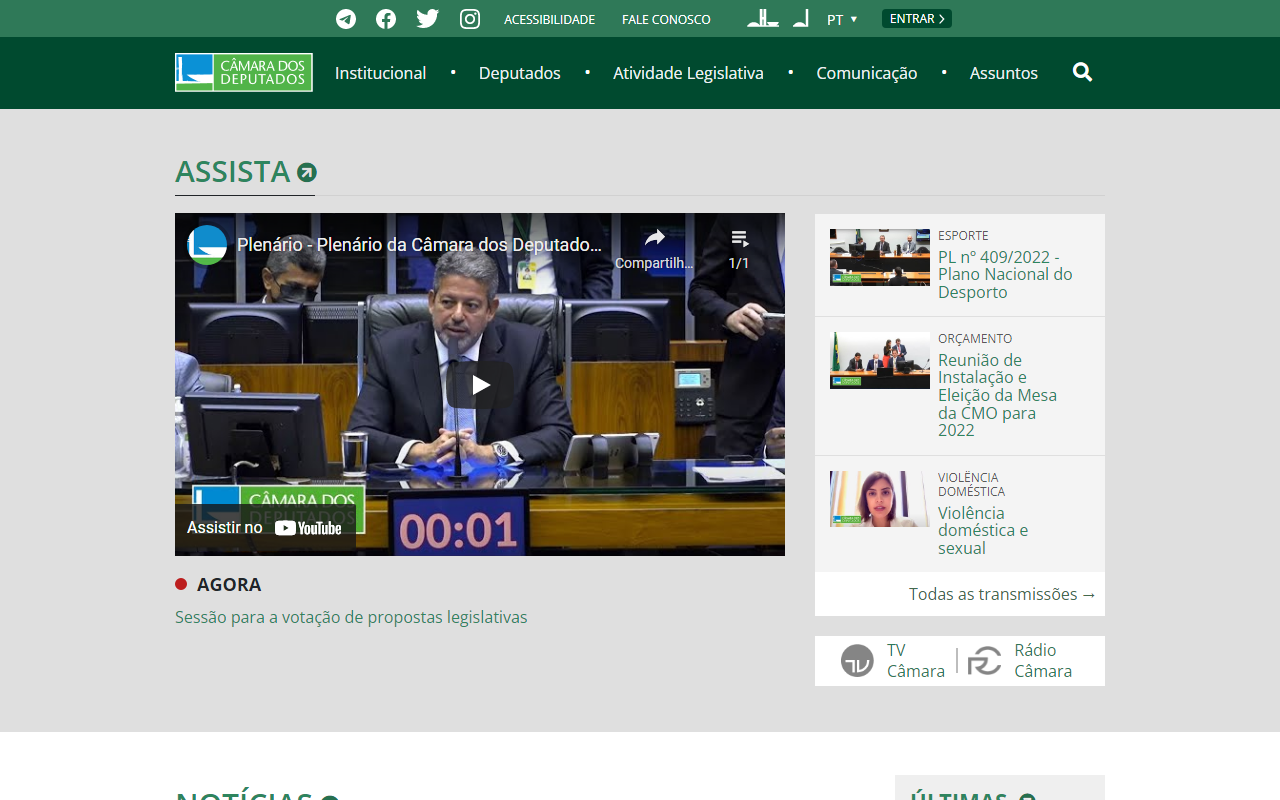 ACESSIBILIDADE FALE CONOSCO PT ▼ ENTRAR
CÂMARA DOS
DEPUTADOS
Institucional • Deputados • Atividade Legislativa • Comunicação • Assuntos
ASSISTA
Plenário - Plenário da Câmara dos Deputado...
Compartilh...
1/1
CÂMARA DOS
DEPUTADOS
Assistir no YouTube
00:01
AGORA
Sessão para a votação de propostas legislativas
ESPORTE
PL nº 409/2022 -
Plano Nacional do
Desporto
ORÇAMENTO
Reunião de
Instalação e
Eleição da Mesa
da CMO para
2022
VIOLÊNCIA
DOMÉSTICA
Violência
doméstica e
sexual
Todas as transmissões →
TV
Câmara
Rádio
Câmara
NOTÍCIAS
ÚLTIMAS